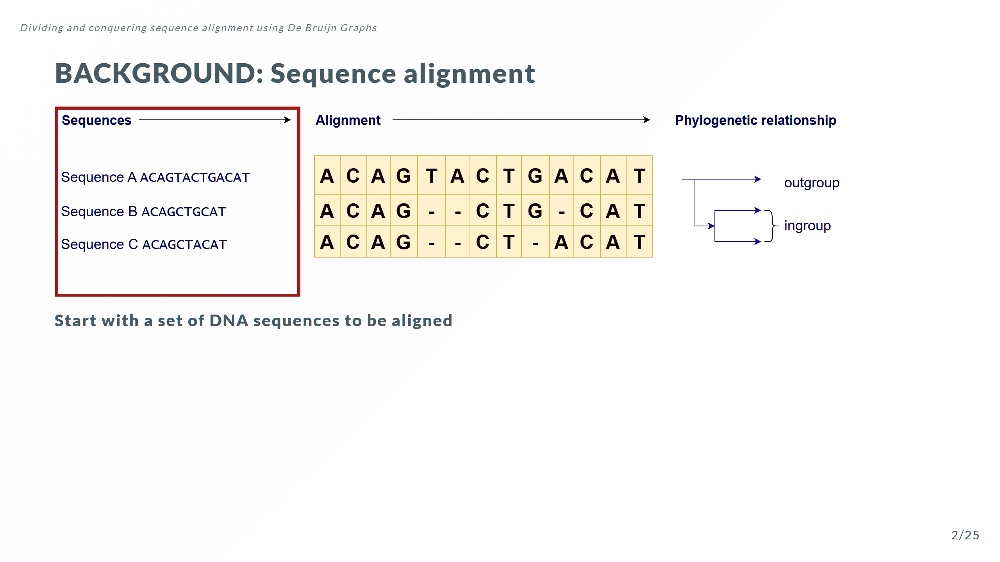 Dividing and conquering sequence alignment using De Bruijn Graphs
BACKGROUND: Sequence alignment
Sequences
Sequence A ACAGTACTGACAT
Sequence B ACAGCTGCAT
Sequence C ACAGCTACAT
Alignment
A C A G T A C T G A C A T
A C A G - - C T G - C A T
A C A G - - C T - A C A T
Phylogenetic relationship
outgroup
ingroup
Start with a set of DNA sequences to be aligned
2/25